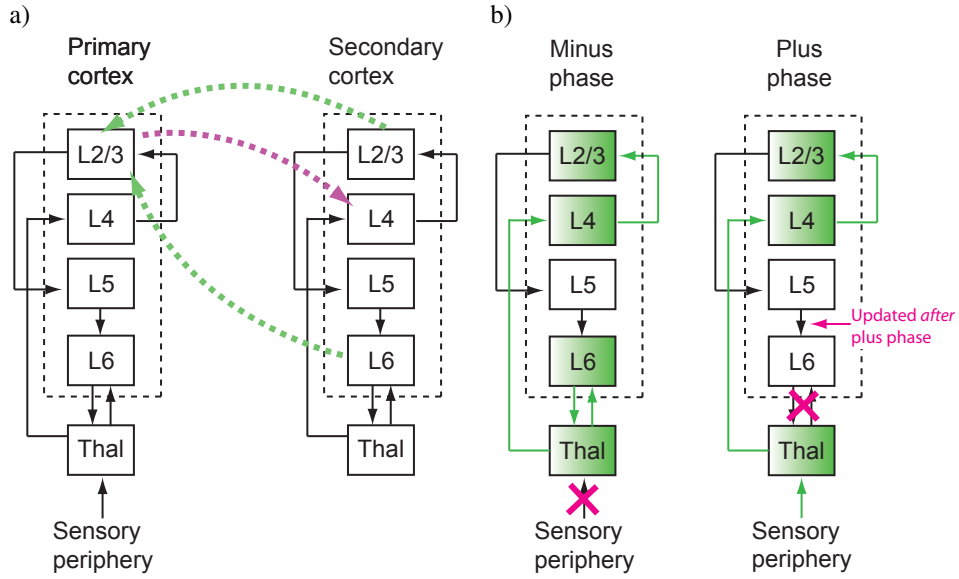 a)
Primary
cortex
Secondary
cortex
L2/3
L4
L5
L6
Thal
Sensory
periphery
L2/3
L4
L5
L6
Thal
b)
Minus
phase
Plus
phase
L2/3
L4
L5
L6
Thal
Sensory
periphery
L2/3
L4
L5
Updated after
plus phase
L6
Thal
Sensory
periphery